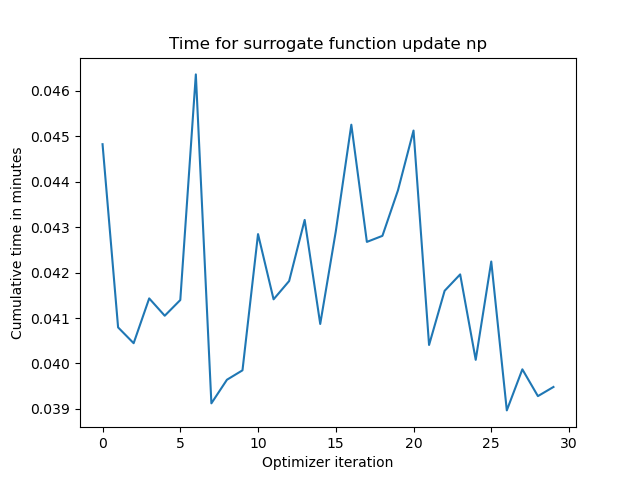 Time for surrogate function update np
Cumulative time in minutes
0.046
0.045
0.044
0.043
0.042
0.041
0.040
0.039
0 5 10 15 20 25 30
Optimizer iteration